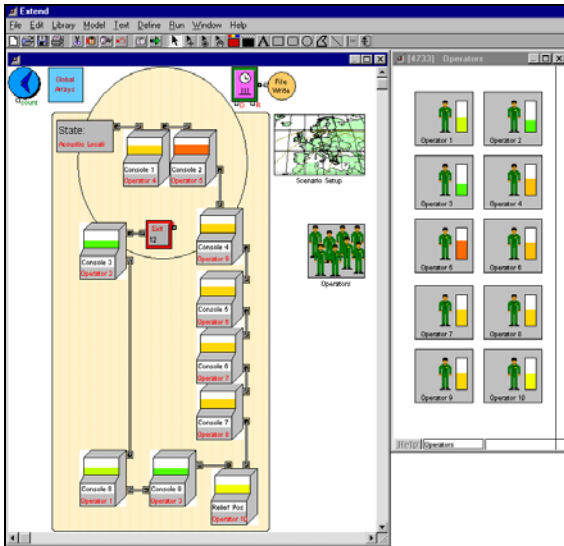 Extend
File Edit Library Model Text Define Run Window Help
[4733] Operators
count
Global
Arrays
D R
File
Write
State:
Acoustic Locali
Console 1
Operator 4
Console 2
Operator 5
Scenario Setup
Exit
12
Console 3
Operator 2
Console 4
Operator 9
Operators
Console 5
Operator 6
Console 6
Operator 7
Console 7
Operator 8
Console 8
Operator 1
Operator 3
Relief Pos
Operator 10
Operator 1
Operator 2
Operator 3
Operator 4
Operator 5
Operator 6
Operator 7
Operator 8
Operator 9
Operator 10
Help Operators